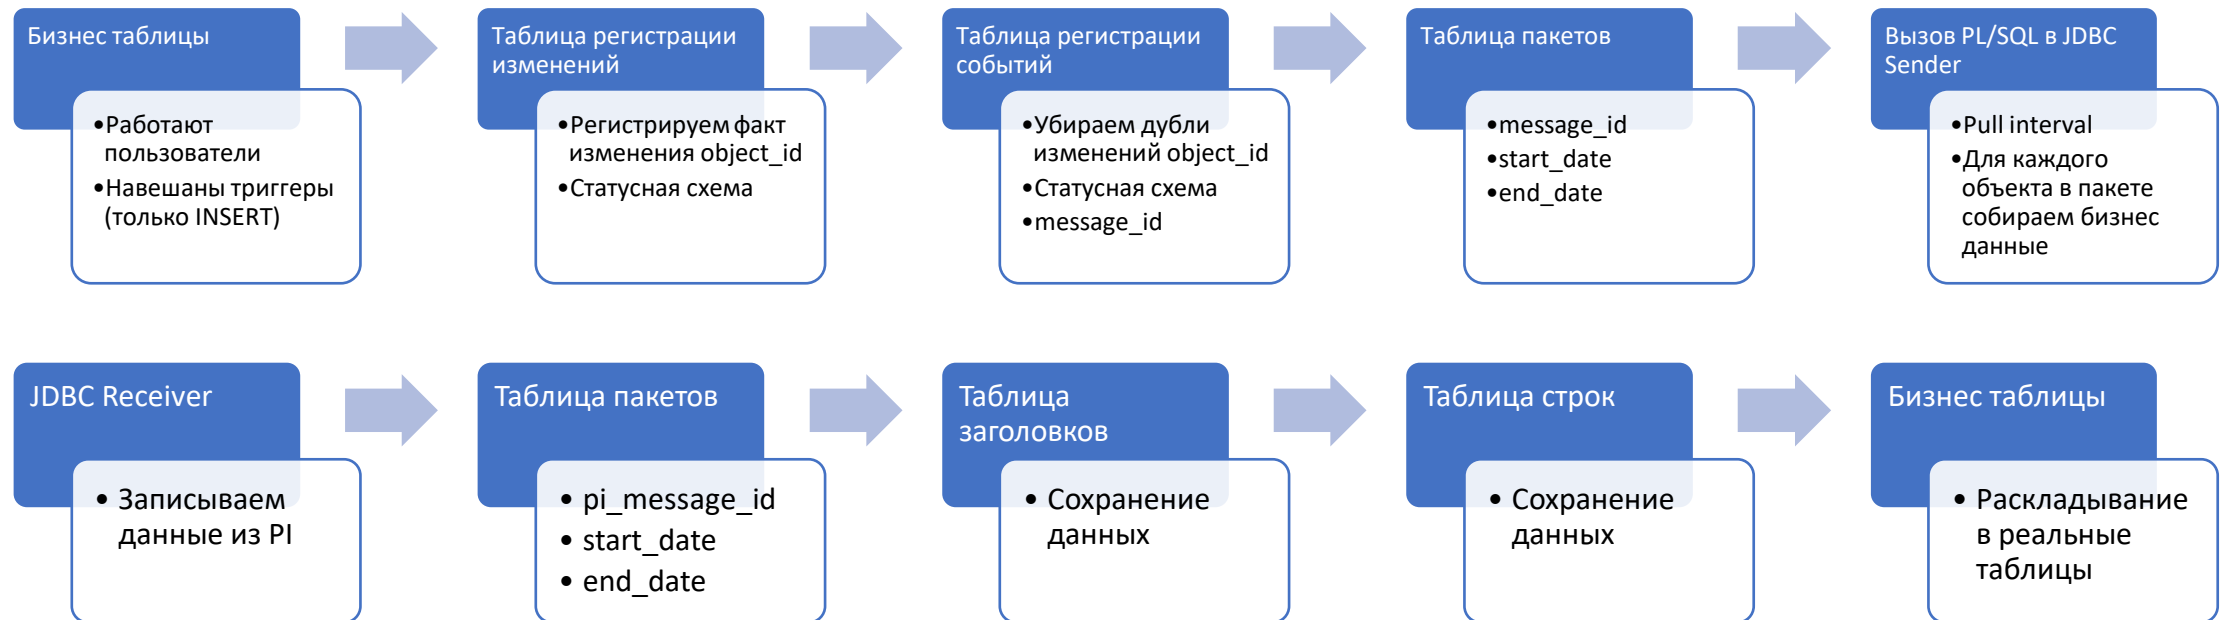 Бизнес таблицы
•Работают
пользователи
•Навешаны триггеры
(только INSERT)
Таблица регистрации
изменений
•Регистрируем факт
изменения object_id
•Статусная схема
Таблица регистрации
событий
•Убираем дубли
изменений object_id
•Статусная схема
•message_id
Таблица пакетов
•message_id
•start_date
•end_date
Вызов PL/SQL в JDBC
Sender
•Pull interval
•Для каждого
объекта в пакете
собираем бизнес
данные
JDBC Receiver
• Записываем
данные из PI
Таблица пакетов
• pi_message_id
• start_date
• end_date
Таблица
заголовков
• Сохранение
данных
Таблица строк
• Сохранение
данных
Бизнес таблицы
• Раскладывание
в реальные
таблицы